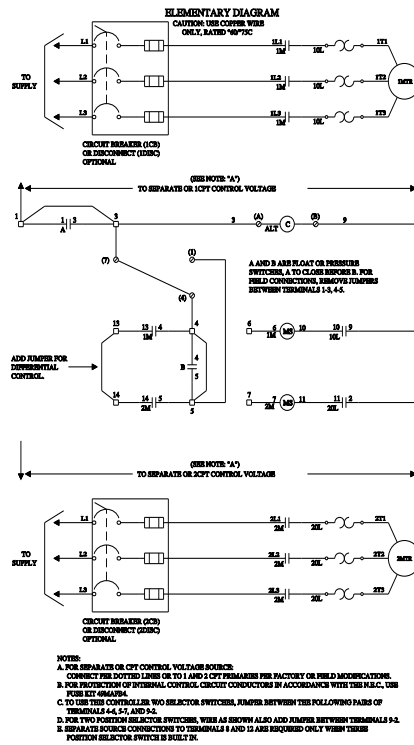 ELEMENTARY DIAGRAM
CAUTION: USE COPPER WIRE
ONLY, RATED °60/°75C
L1 1L1 1M 10L 1T1
TO
SUPPLY
L2 1L2 1M 10L 1T2 1MTR
L3 1L3 1M 10L 1T3
CIRCUIT BREAKER (1CB)
OR DISCONNECT (1DISC)
OPTIONAL
(SEE NOTE: "A")
TO SEPARATE OR 1CPT CONTROL VOLTAGE
1 1 3 A 3 3 (A) ALT C (B) 9
(7) (1)
A AND B ARE FLOAT OR PRESSURE
SWITCHES, A TO CLOSE BEFORE B. FOR
FIELD CONNECTIONS, REMOVE JUMPERS
BETWEEN TERMINALS 1-3, 4-5.
(4)
13 13 4 1M 4 6 6 1M MS 10 10 9 10L
ADD JUMPER FOR
DIFFERENTIAL
CONTROL.
4
B
5
14 14 5 2M 5 7 7 2M MS 11 11 2 20L
(SEE NOTE: "A")
TO SEPARATE OR 2CPT CONTROL VOLTAGE
L1 2L1 2M 20L 2T1
TO
SUPPLY
L2 2L2 2M 20L 2T2 2MTR
L3 2L3 2M 20L 2T3
CIRCUIT BREAKER (2CB)
OR DISCONNECT (2DISC)
OPTIONAL
NOTES:
A. FOR SEPARATE OR CPT CONTROL VOLTAGE SOURCE:
CONNECT PER DOTTED LINES OR TO 1 AND 2 CPT PRIMARIES PER FACTORY OR FIELD MODIFICATIONS.
B. FOR PROTECTION OF INTERNAL CONTROL CIRCUIT CONDUCTORS IN ACCORDANCE WITH THE N.E.C., USE
FUSE KIT 49MAFB4.
C. TO USE THIS CONTROLLER W/O SELECTOR SWITCHES, JUMPER BETWEEN THE FOLLOWING PAIRS OF
TERMINALS 4-6, 5-7, AND 9-2.
D. FOR TWO POSITION SELECTOR SWITCHES, WIRE AS SHOWN ALSO ADD JUMPER BETWEEN TERMINALS 9-2.
E. SEPARATE SOURCE CONNECTIONS TO TERMINALS 8 AND 12 ARE REQUIRED ONLY WHEN THREE
POSITION SELECTOR SWITCH IS BUILT IN.